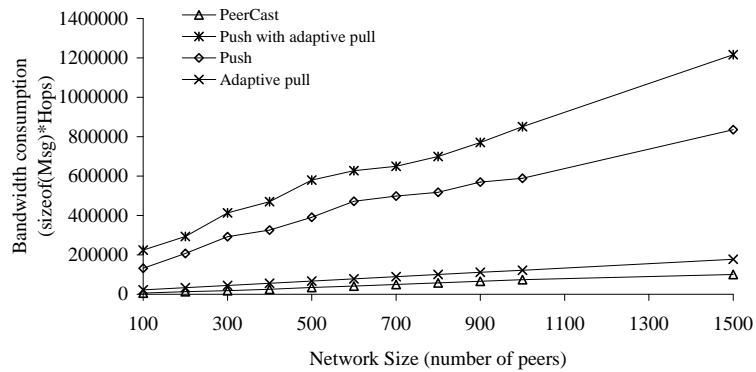 PeerCast
Push with adaptive pull
Push
Adaptive pull
Bandwidth consumption
(sizeof(Msg)*Hops
1400000
1200000
1000000
800000
600000
400000
200000
0
100 300 500 700 900 1100 1300 1500
Network Size (number of peers)